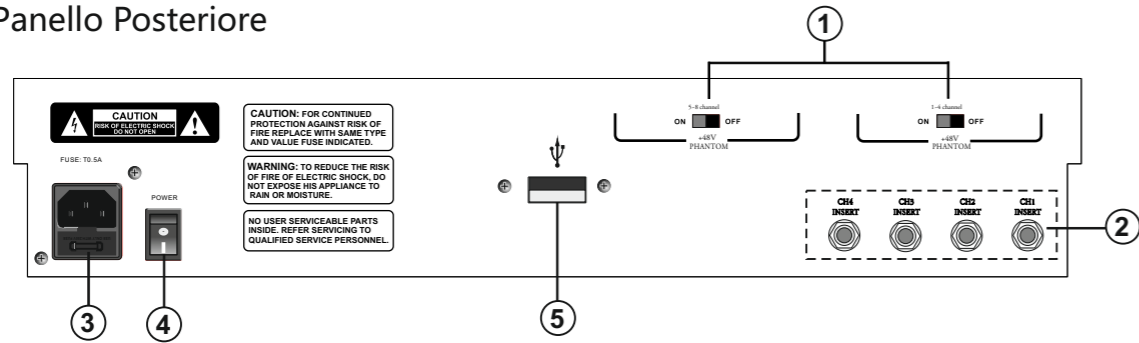 Panello Posteriore
1
CAUTION
RISK OF ELECTRIC SHOCK
DO NOT OPEN
CAUTION: FOR CONTINUED
PROTECTION AGAINST RISK OF
FIRE REPLACE WITH SAME TYPE
AND VALUE FUSE INDICATED.
WARNING: TO REDUCE THE RISK
OF FIRE OF ELECTRIC SHOCK, DO
NOT EXPOSE HIS APPLIANCE TO
RAIN OR MOISTURE.
NO USER SERVICEABLE PARTS
INSIDE. REFER SERVICING TO
QUALIFIED SERVICE PERSONNEL.
FUSE: T0.5A
POWER
5-8 channel
ON OFF
+48V
PHANTOM
1-4 channel
ON OFF
+48V
PHANTOM
CH4
INSERT
CH3
INSERT
CH2
INSERT
CH1
INSERT
2
3
4
5